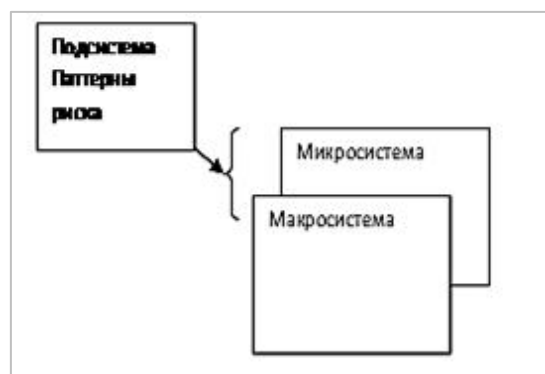 Подсистема
Паттерны
риска
Микросистема
Макросистема